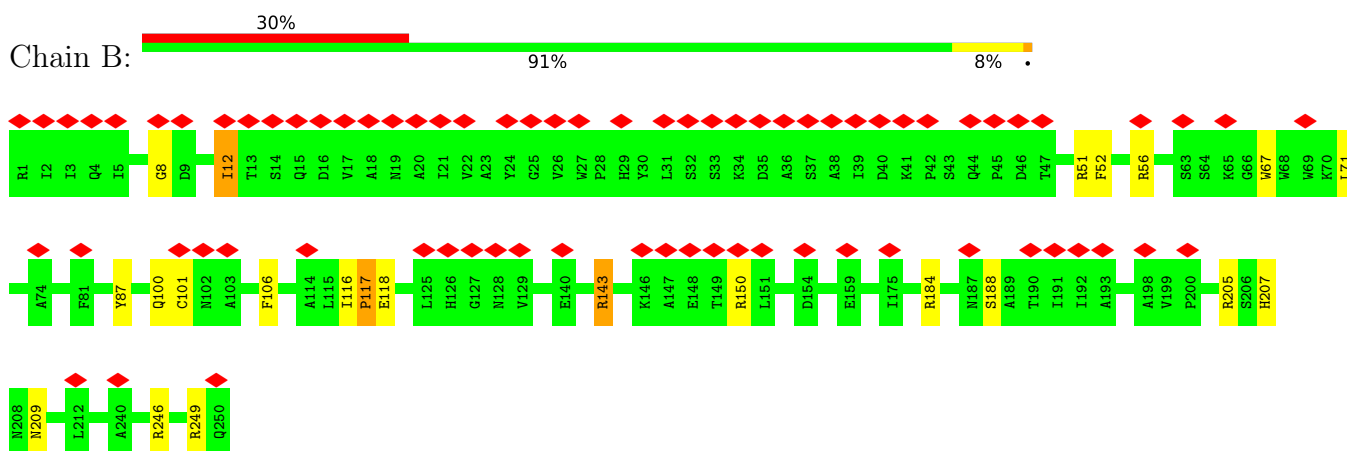 30%
Chain B:
91% 8% •
R1 I2 I3 Q4 I5 G8 D9 I12 T13 S14 Q15 D16 V17 A18 N19 A20 I21 V22 A23 Y24 G25 V26 W27 P28 H29 Y30 L31 S32 S33 K34 D35 A36 S37 A38 I39 D40 K41 P42 S43 Q44 P45 D46 T47 R51 F52 R56 S63 S64 K65 G66 W67 W68 W69 K70 L71
A74 F81 Y87 Q100 C101 N102 A103 F106 A114 L115 I116 P117 E118 L125 H126 G127 N128 V129 E140 R143 K146 A147 E148 T149 R150 L151 D154 E159 I175 R184 N187 S188 A189 T190 I191 I192 A193 A198 V199 P200 R205 S206 H207
N208 N209 L212 A240 R246 R249 Q250